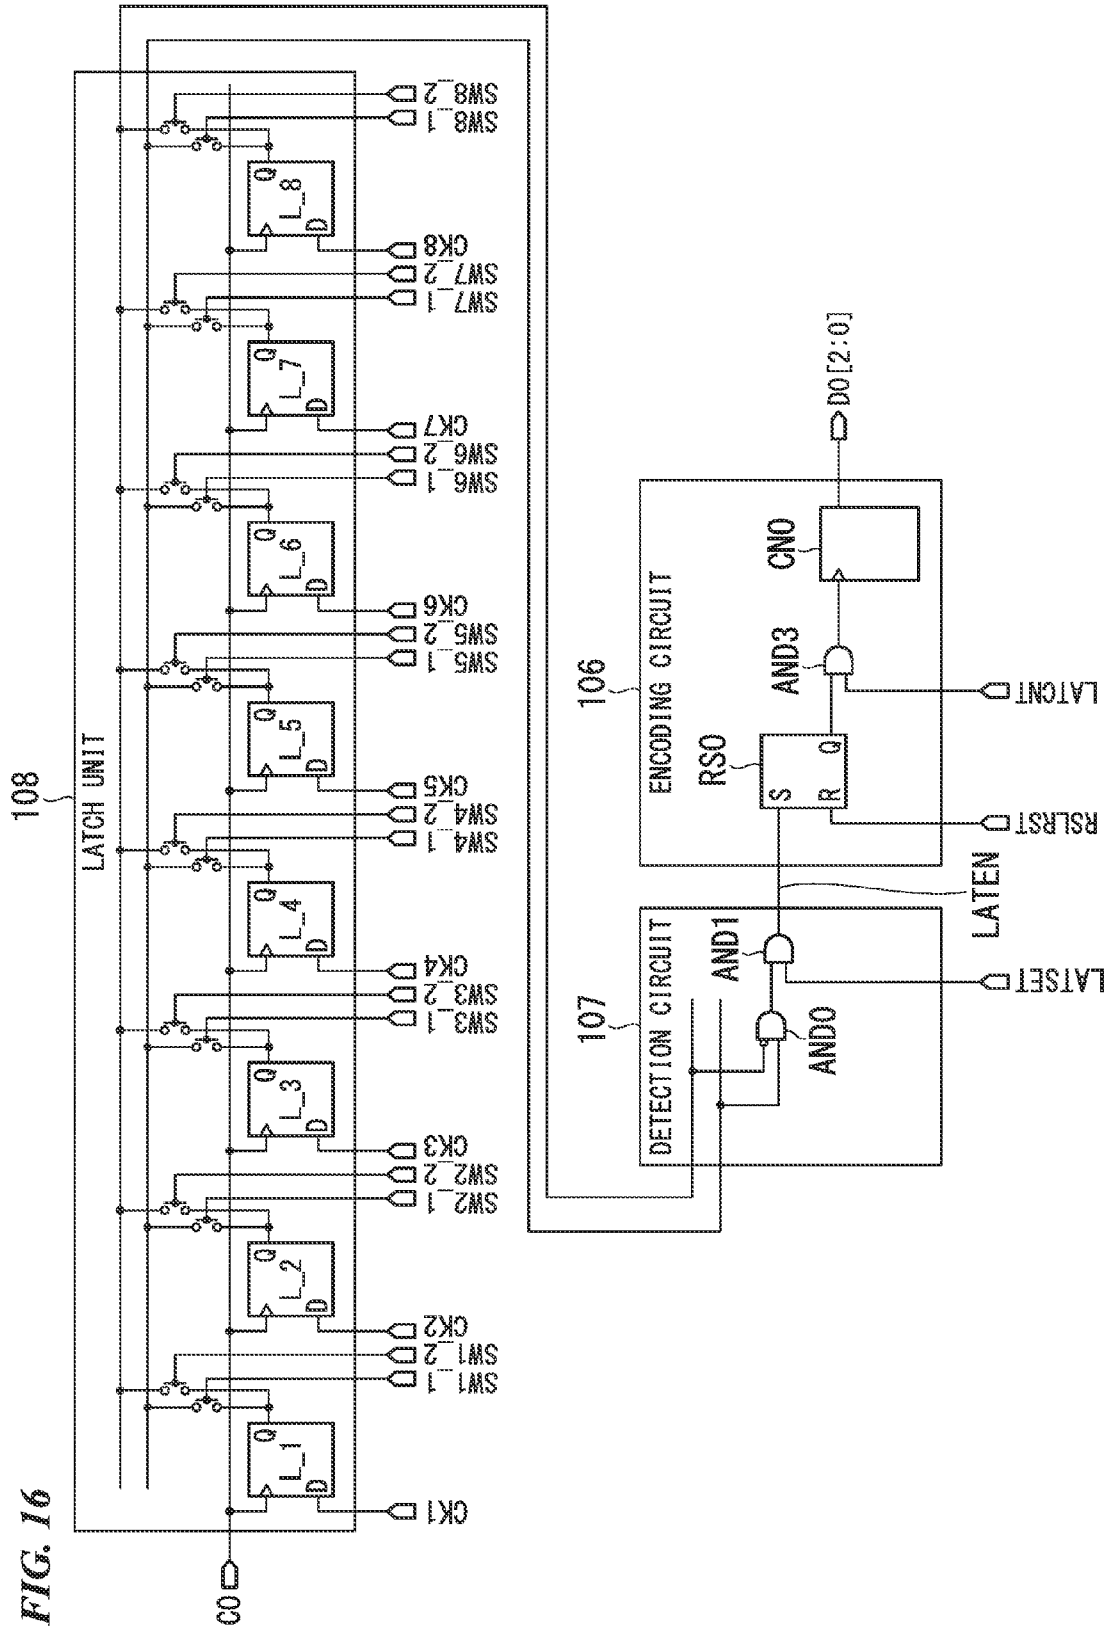 FIG. 16
108
LATCH UNIT
CO
L_1
D
Q
L_2
D
Q
L_3
D
Q
L_4
D
Q
L_5
D
Q
L_6
D
Q
L_7
D
Q
L_8
D
Q
CK1
SW1_1
SW1_2
CK2
SW2_1
SW2_2
CK3
SW3_1
SW3_2
CK4
SW4_1
SW4_2
CK5
SW5_1
SW5_2
CK6
SW6_1
SW6_2
CK7
SW7_1
SW7_2
CK8
SW8_1
SW8_2
107
DETECTION CIRCUIT
AND0
AND1
LATSET
LATEN
106
ENCODING CIRCUIT
RS0
S
R
Q
RSLRST
AND3
LATCNT
CN0
DO[2:0]